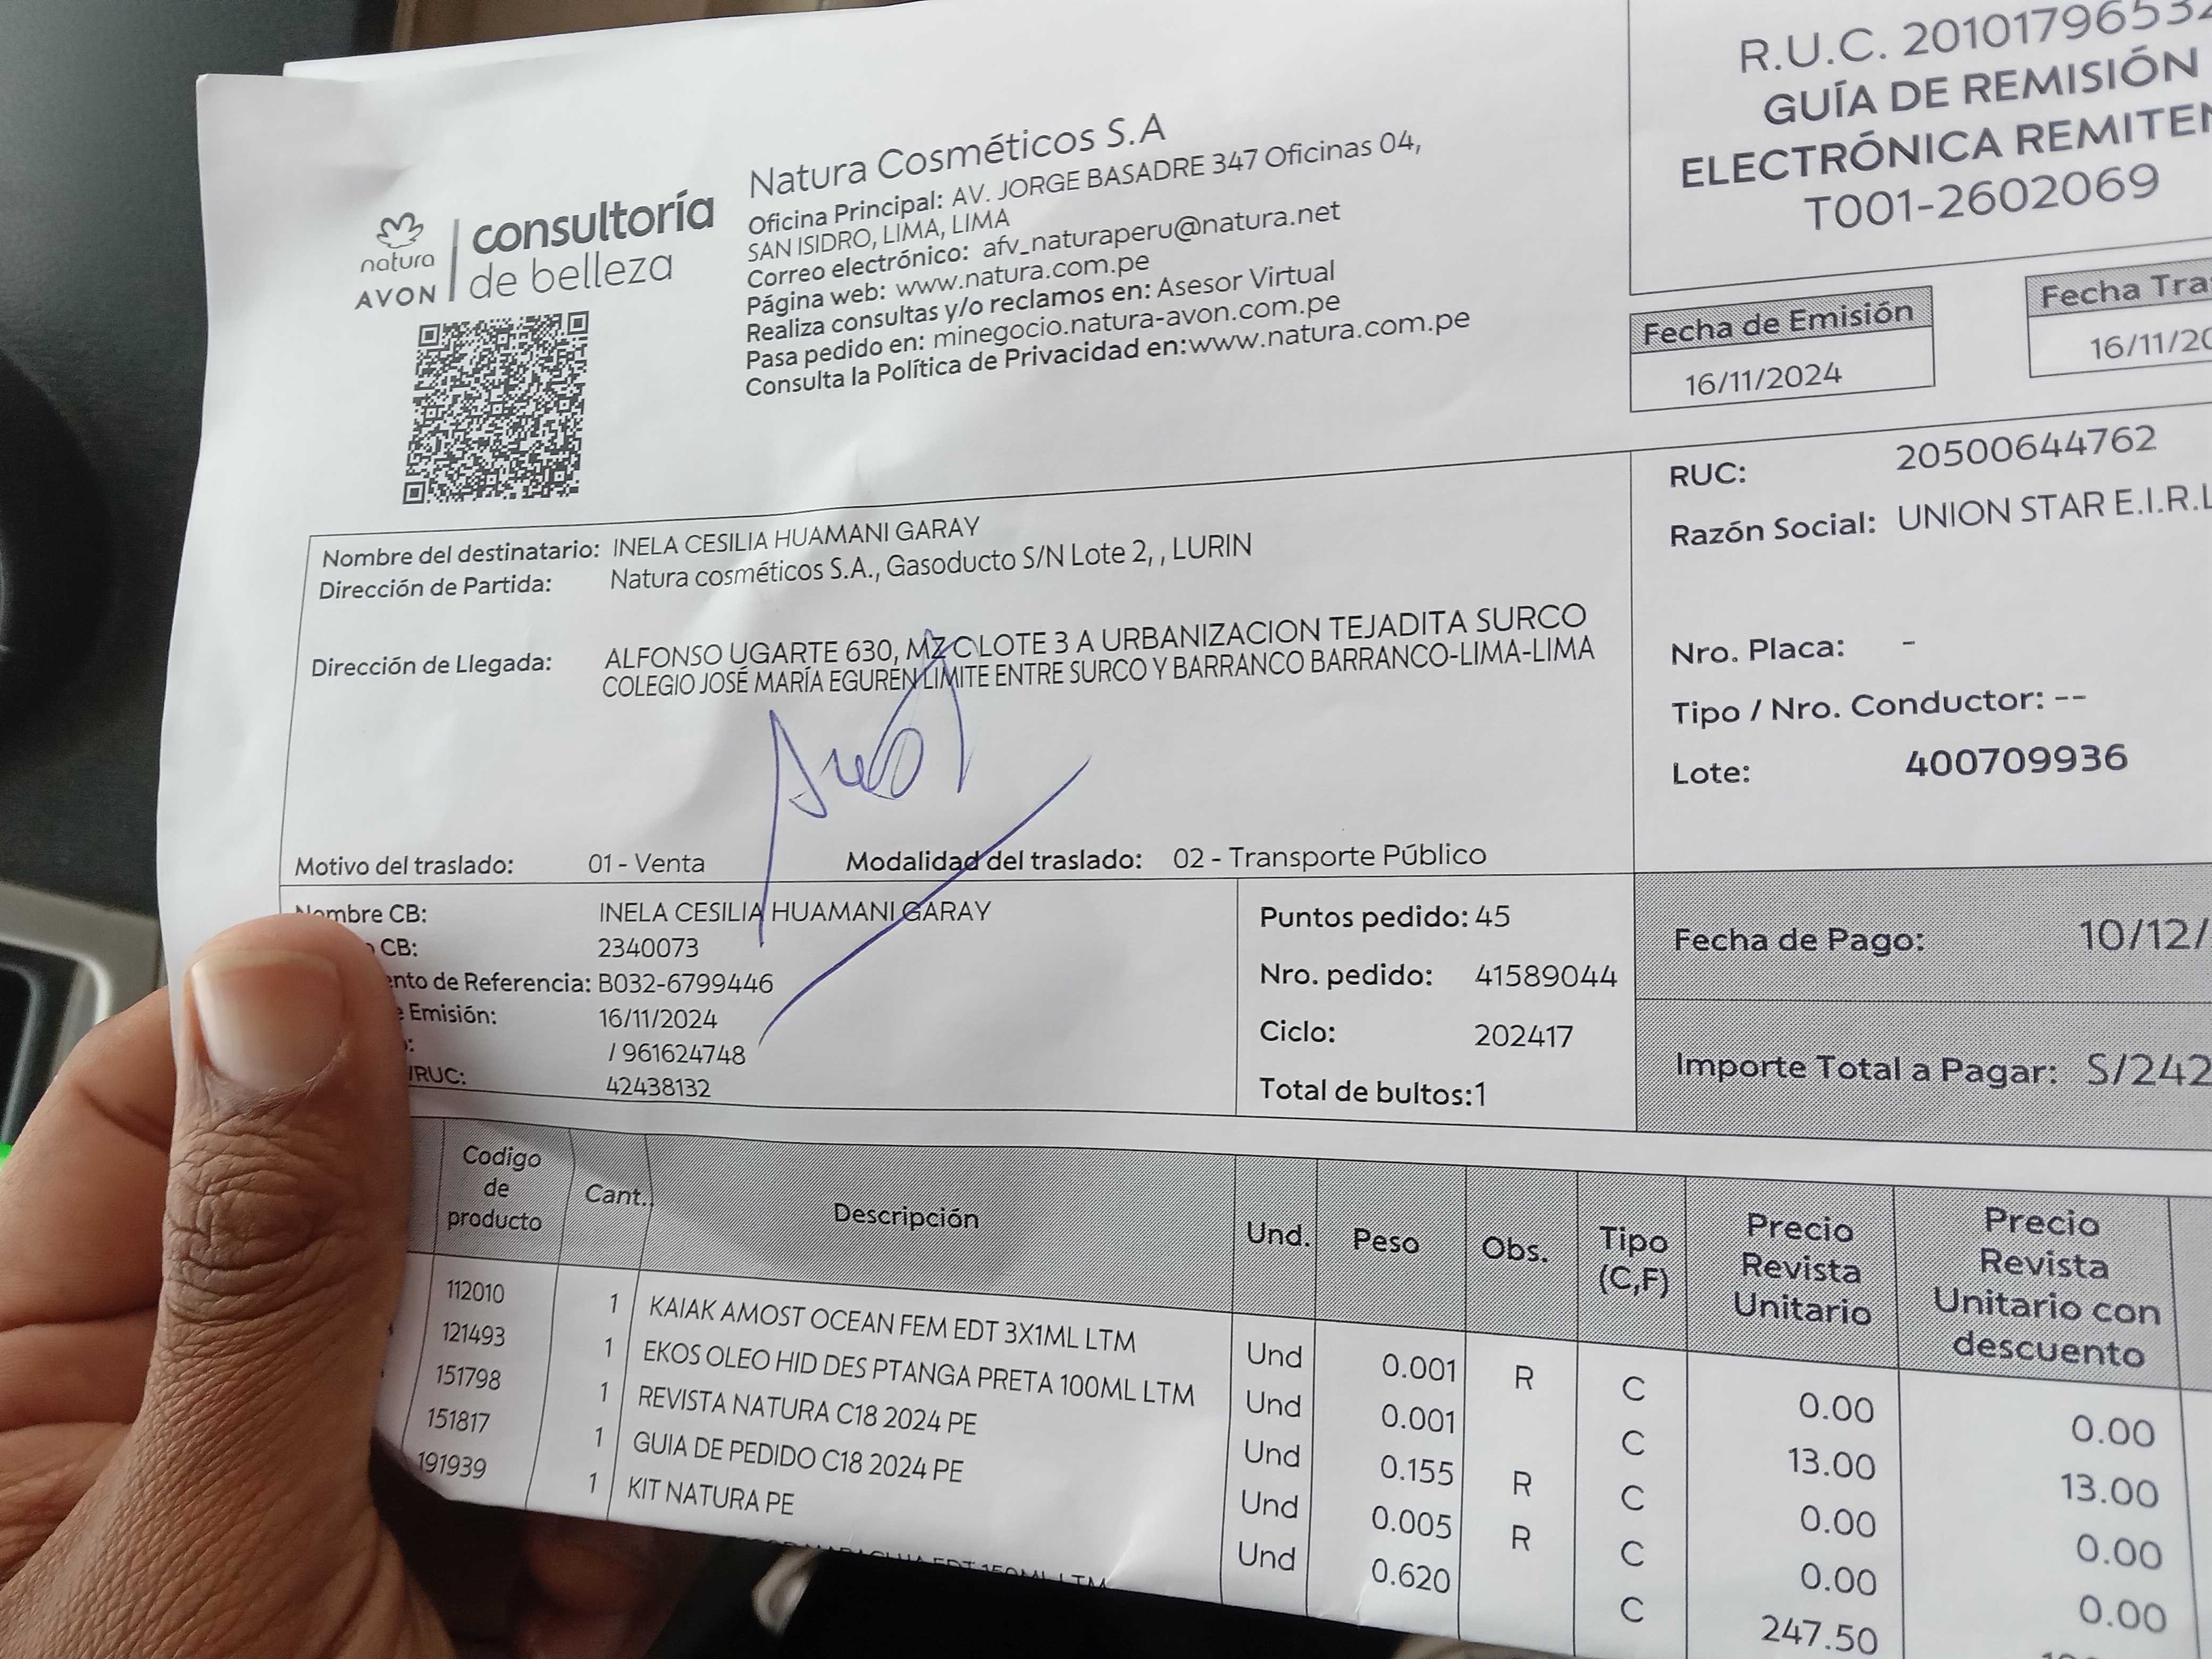 R.U.C. 2010179653
GUÍA DE REMISIÓN
ELECTRÓNICA
T001-2602069
natura
AVON
consultoría
de belleza
Natura Cosméticos S.A
Oficina Principal: AV. JORGE BASADRE 347 Oficinas 04,
SAN ISIDRO, LIMA, LIMA
Correo electrónico: afv_naturaperu@natura.net
Página web: www.natura.com.pe
Realiza consultas y/o reclamos en: Asesor Virtual
Pasa pedido en: minegocio.natura-avon.com.pe
Consulta la Política de Privacidad en:www.natura.com.pe
Fecha de Emisión
16/11/2024
Fecha
16/11/20
Nombre del destinatario: INELA CESILIA HUAMANI GARAY
Dirección de Partida: Natura cosméticos S.A., Gasoducto S/N Lote 2, , LURIN
Dirección de Llegada: ALFONSO UGARTE 630, MZ C LOTE 3 A URBANIZACION TEJADITA SURCO
COLEGIO JOSÉ MARÍA EGUREN LÍMITE ENTRE SURCO Y BARRANCO BARRANCO-LIMA-LIMA
Motivo del traslado: 01 - Venta Modalidad del traslado: 02 - Transporte Público
RUC: 20500644762
Razón Social: UNION STAR E.I.R.L
Nro. Placa: -
Tipo / Nro. Conductor: --
Lote: 400709936
Nombre CB: INELA CESILIA HUAMANI GARAY
CB: 2340073
de Referencia: B032-6799446
Emisión: 16/11/2024
/ 961624748
/RUC: 42438132
Puntos pedido: 45
Nro. pedido: 41589044
Ciclo: 202417
Total de bultos:1
Fecha de Pago: 10/12/
Importe Total a Pagar: S/242
Codigo de producto Cant. Descripción Und. Peso Obs. Tipo (C,F) Precio Revista Unitario Precio Revista Unitario con descuento
112010 1 KAIAK AMOST OCEAN FEM EDT 3X1ML LTM Und 0.001 R C 0.00 0.00
121493 1 EKOS OLEO HID DES PTANGA PRETA 100ML LTM Und 0.001 C 13.00 13.00
151798 1 REVISTA NATURA C18 2024 PE Und 0.155 R C 0.00 0.00
151817 1 GUIA DE PEDIDO C18 2024 PE Und 0.005 R C 0.00 0.00
191939 1 KIT NATURA PE Und 0.620 C 247.50